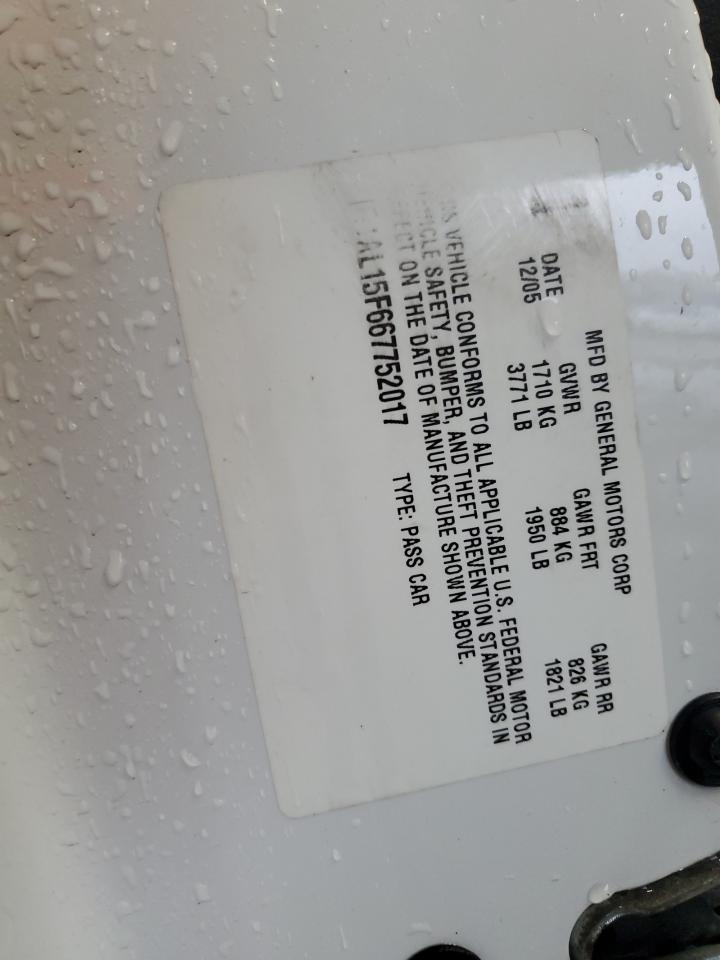 MFD BY GENERAL MOTORS CORP
DATE GVWR GAWR FRT GAWR RR
12/05 1710 KG 884 KG 826 KG
3771 LB 1950 LB 1821 LB
VEHICLE CONFORMS TO ALL APPLICABLE U.S. FEDERAL MOTOR
VEHICLE SAFETY, BUMPER, AND THEFT PREVENTION STANDARDS IN
EFFECT ON THE DATE OF MANUFACTURE SHOWN ABOVE.
AL15F667752017 TYPE: PASS CAR